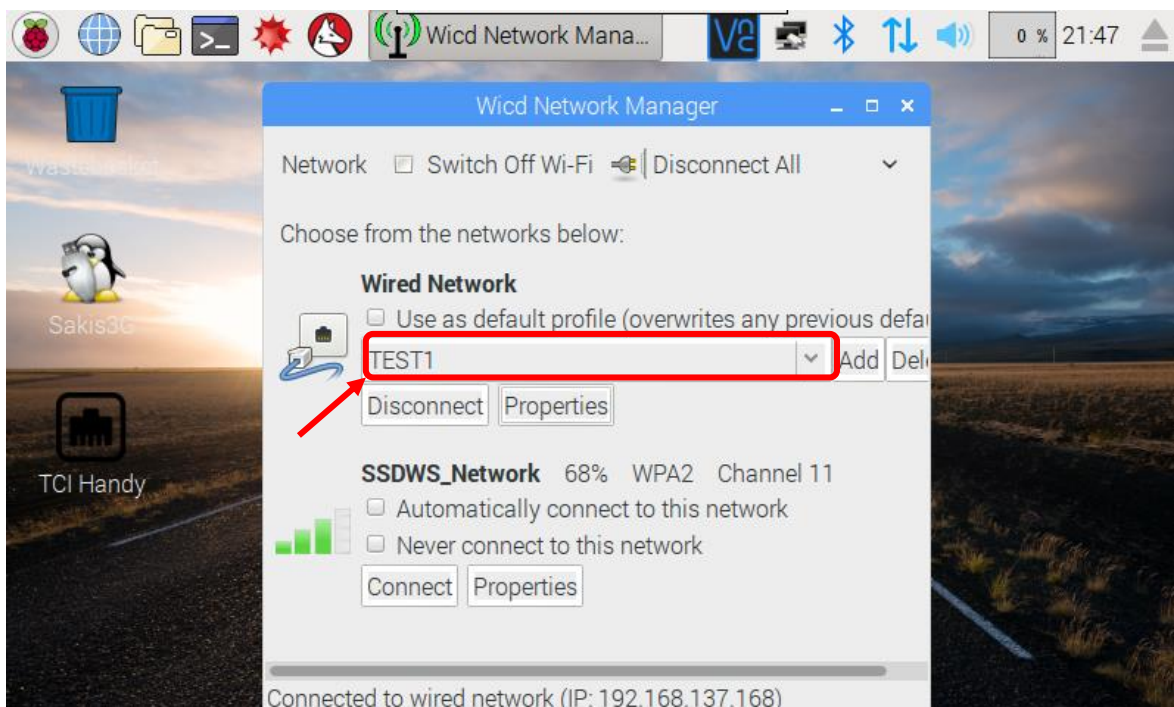 Wicd Network Mana...
V2
0 %
21:47
Wicd Network Manager
Network
Switch Off Wi-Fi
Disconnect All
Choose from the networks below:
Wired Network
Use as default profile (overwrites any previous
TEST1
Add
Disconnect
Properties
SSDWS_Network 68% WPA2 Channel 11
Automatically connect to this network
Never connect to this network
Connect
Properties
Connected to wired network (IP: 192.168.137.168)
Sakis3G
TCI Handy